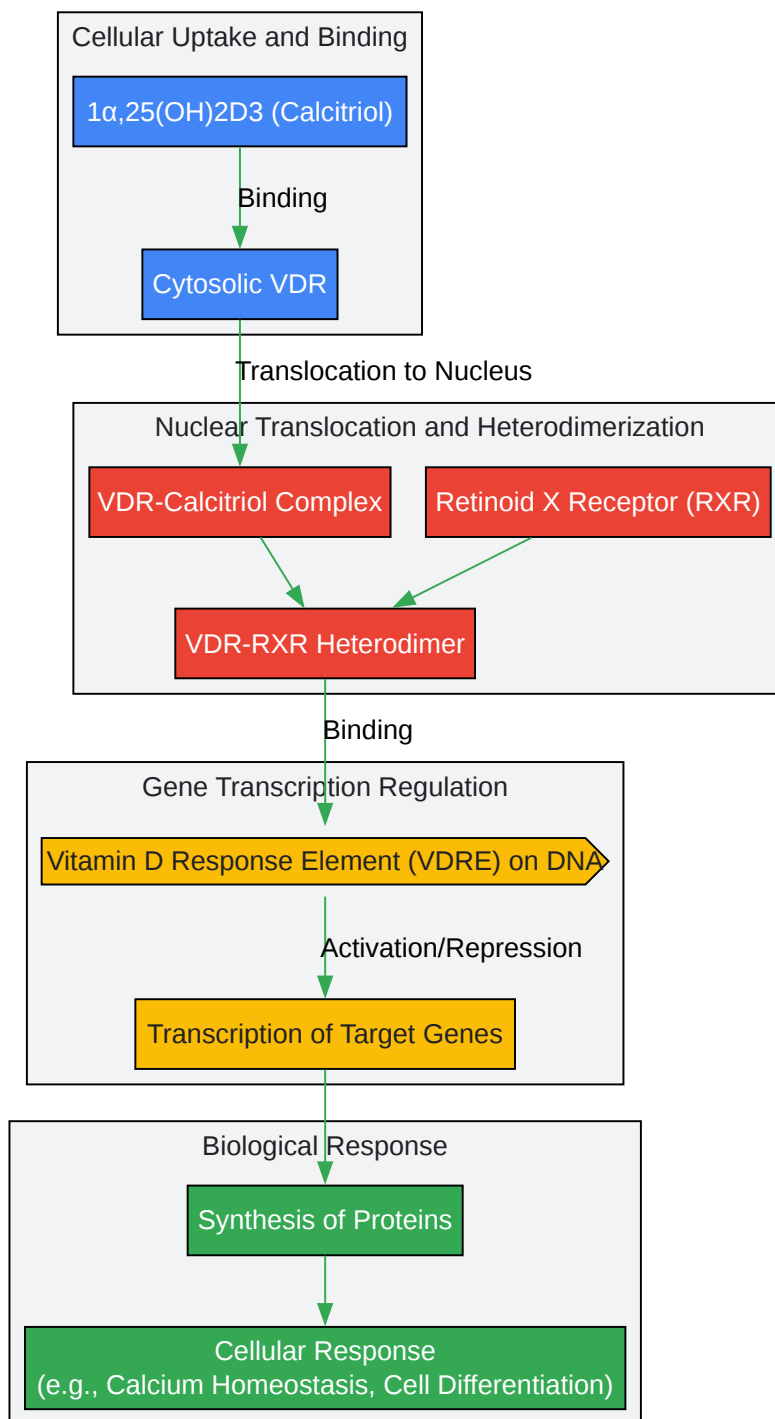 Cellular Uptake and Binding
1α,25(OH)2D3 (Calcitriol)
Binding
Cytosolic VDR
Translocation to Nucleus
Nuclear Translocation and Heterodimerization
VDR-Calcitriol Complex
Retinoid X Receptor (RXR)
VDR-RXR Heterodimer
Binding
Gene Transcription Regulation
Vitamin D Response Element (VDRE) on DNA
Activation/Repression
Transcription of Target Genes
Biological Response
Synthesis of Proteins
Cellular Response
(e.g., Calcium Homeostasis, Cell Differentiation)